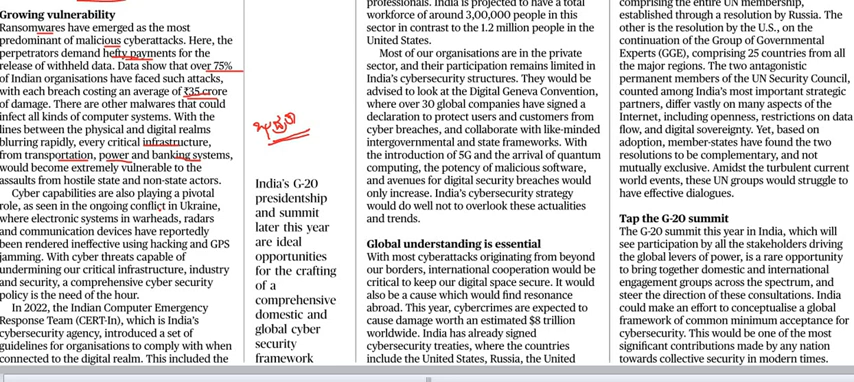 Growing vulnerability
Ransomwares have emerged as the most
predominant of malicious cyberattacks. Here, the
perpetrators demand hefty payments for the
release of withheld data. Data show that over 75%
of Indian organisations have faced such attacks,
with each breach costing an average of ₹35 crore
of damage. There are other malwares that could
infect all kinds of computer systems. With the
lines between the physical and digital realms
blurring rapidly, every critical infrastructure,
from transportation, power and banking systems,
would become extremely vulnerable to the
assaults from hostile state and non-state actors.
Cyber capabilities are also playing a pivotal
role, as seen in the ongoing conflict in Ukraine,
where electronic systems in warheads, radars
and communication devices have reportedly
been rendered ineffective using hacking and GPS
jamming. With cyber threats capable of
undermining our critical infrastructure, industry
and security, a comprehensive cyber security
policy is the need of the hour.
In 2022, the Indian Computer Emergency
Response Team (CERT-In), which is India's
cybersecurity agency, introduced a set of
guidelines for organisations to comply with when
connected to the digital realm. This included the
India's G-20
presidentship
and summit
later this year
are ideal
opportunities
for the crafting
of a
comprehensive
domestic and
global cyber
security
framework
professionals. India is projected to have a total
workforce of around 3,00,000 people in this
sector in contrast to the 1.2 million people in the
United States.
Most of our organisations are in the private
sector, and their participation remains limited in
India's cybersecurity structures. They would be
advised to look at the Digital Geneva Convention,
where over 30 global companies have signed a
declaration to protect users and customers from
cyber breaches, and collaborate with like-minded
intergovernmental and state frameworks. With
the introduction of 5G and the arrival of quantum
computing, the potency of malicious software,
and avenues for digital security breaches would
only increase. India's cybersecurity strategy
would do well not to overlook these actualities
and trends.
Global understanding is essential
With most cyberattacks originating from beyond
our borders, international cooperation would be
critical to keep our digital space secure. It would
also be a cause which would find resonance
abroad. This year, cybercrimes are expected to
cause damage worth an estimated $8 trillion
worldwide. India has already signed
cybersecurity treaties, where the countries
include the United States, Russia, the United
comprising the entire UN membership,
established through a resolution by Russia. The
other is the resolution by the U.S., on the
continuation of the Group of Governmental
Experts (GGE), comprising 25 countries from all
the major regions. The two antagonistic
permanent members of the UN Security Council,
counted among India's most important strategic
partners, differ vastly on many aspects of the
Internet, including openness, restrictions on data
flow, and digital sovereignty. Yet, based on
adoption, member-states have found the two
resolutions to be complementary, and not
mutually exclusive. Amidst the turbulent current
world events, these UN groups would struggle to
have effective dialogues.
Tap the G-20 summit
The G-20 summit this year in India, which will
see participation by all the stakeholders driving
the global levers of power, is a rare opportunity
to bring together domestic and international
engagement groups across the spectrum, and
steer the direction of these consultations. India
could make an effort to conceptualise a global
framework of common minimum acceptance for
cybersecurity. This would be one of the most
significant contributions made by any nation
towards collective security in modern times.